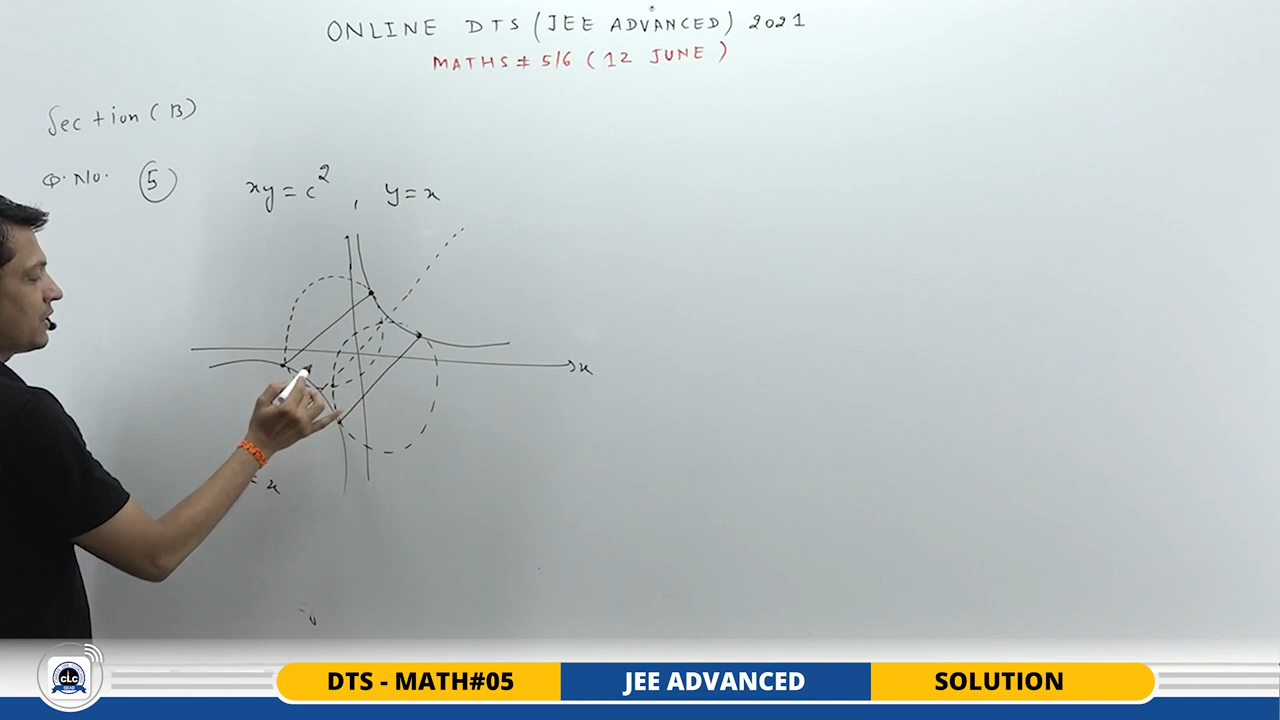 ONLINE DTS (JEE ADVANCED) 2021
MATHS # 5/6 (12 JUNE)
Section (B)
Q. No. 5 xy = c² , y = x
x
= x
CLC
DTS - MATH#05 JEE ADVANCED SOLUTION